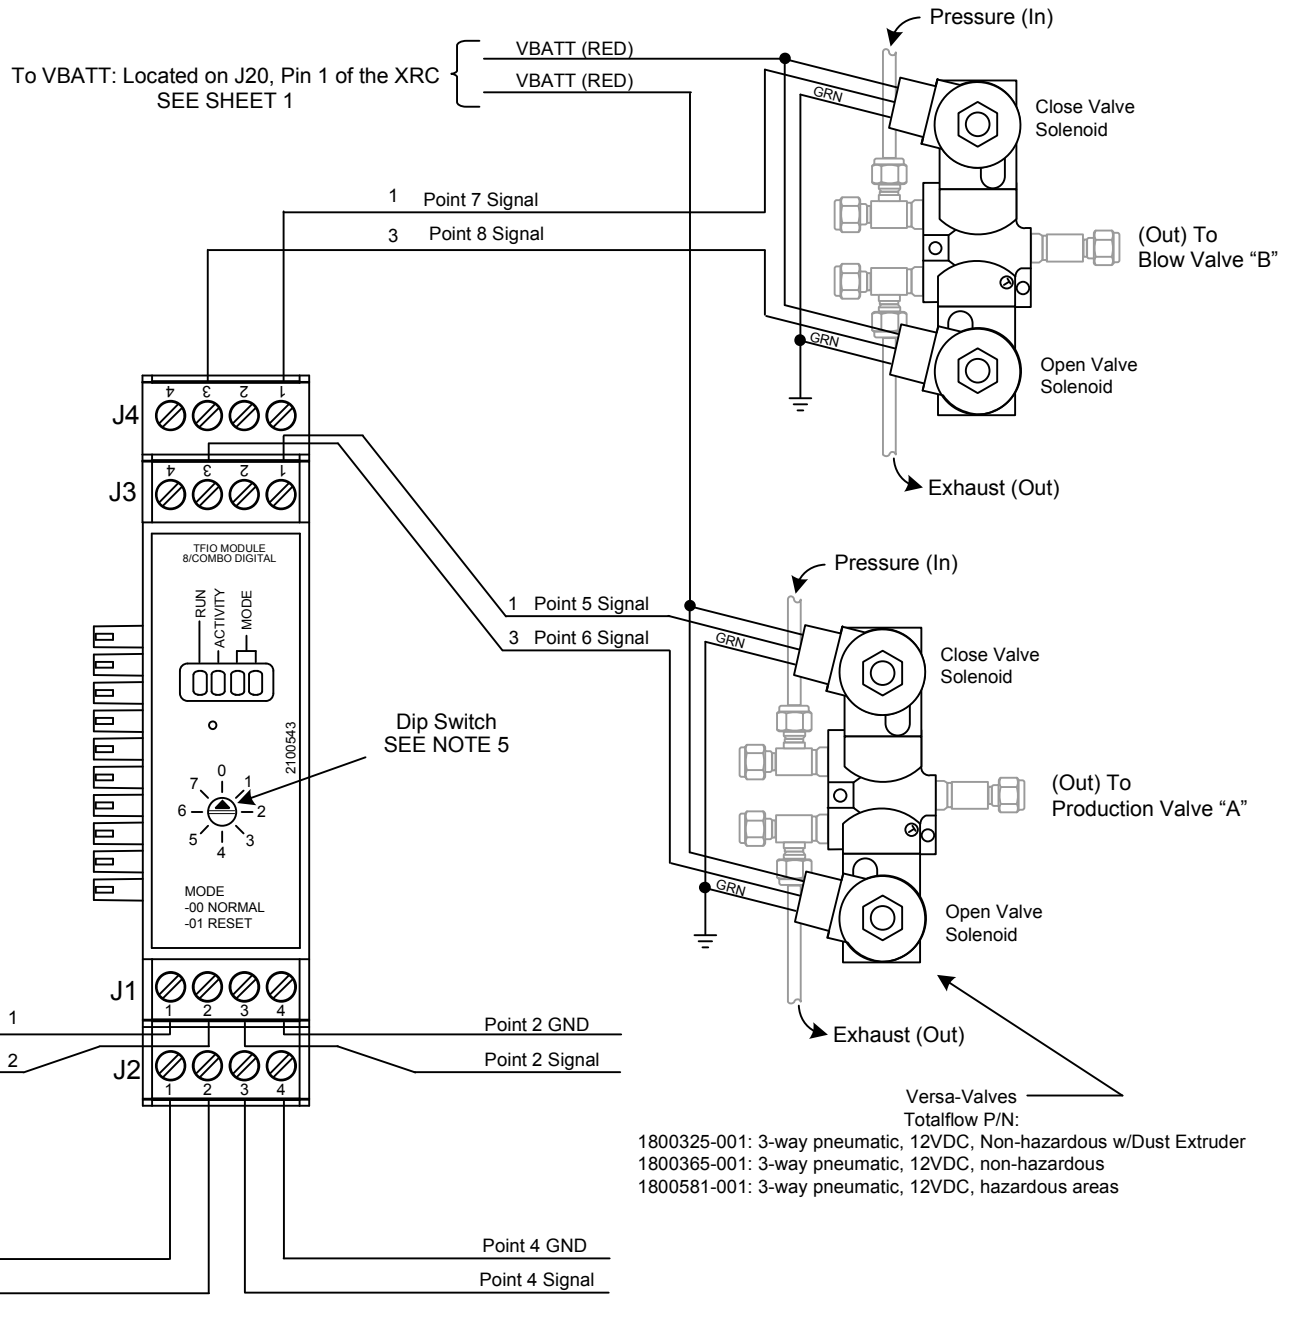 Pressure (In)
VBATT (RED)
To VBATT: Located on J20, Pin 1 of the XRC
SEE SHEET 1
VBATT (RED)
GRN
Close Valve
Solenoid
1 Point 7 Signal
3 Point 8 Signal
(Out) To
Blow Valve “B”
GRN
Open Valve
Solenoid
Exhaust (Out)
J4
4 3 2 1
J3
4 3 2 1
TFIO MODULE
8/COMBO DIGITAL
RUN
ACTIVITY
MODE
2100543
0
1
2
3
4
5
6
7
MODE
-00 NORMAL
-01 RESET
Dip Switch
SEE NOTE 5
Pressure (In)
1 Point 5 Signal
3 Point 6 Signal
GRN
Close Valve
Solenoid
(Out) To
Production Valve “A”
GRN
Open Valve
Solenoid
Exhaust (Out)
J1
1 2 3 4
1
2
J2
1 2 3 4
Point 2 GND
Point 2 Signal
Versa-Valves
Totalflow P/N:
1800325-001: 3-way pneumatic, 12VDC, Non-hazardous w/Dust Extruder
1800365-001: 3-way pneumatic, 12VDC, non-hazardous
1800581-001: 3-way pneumatic, 12VDC, hazardous areas
Point 4 GND
Point 4 Signal